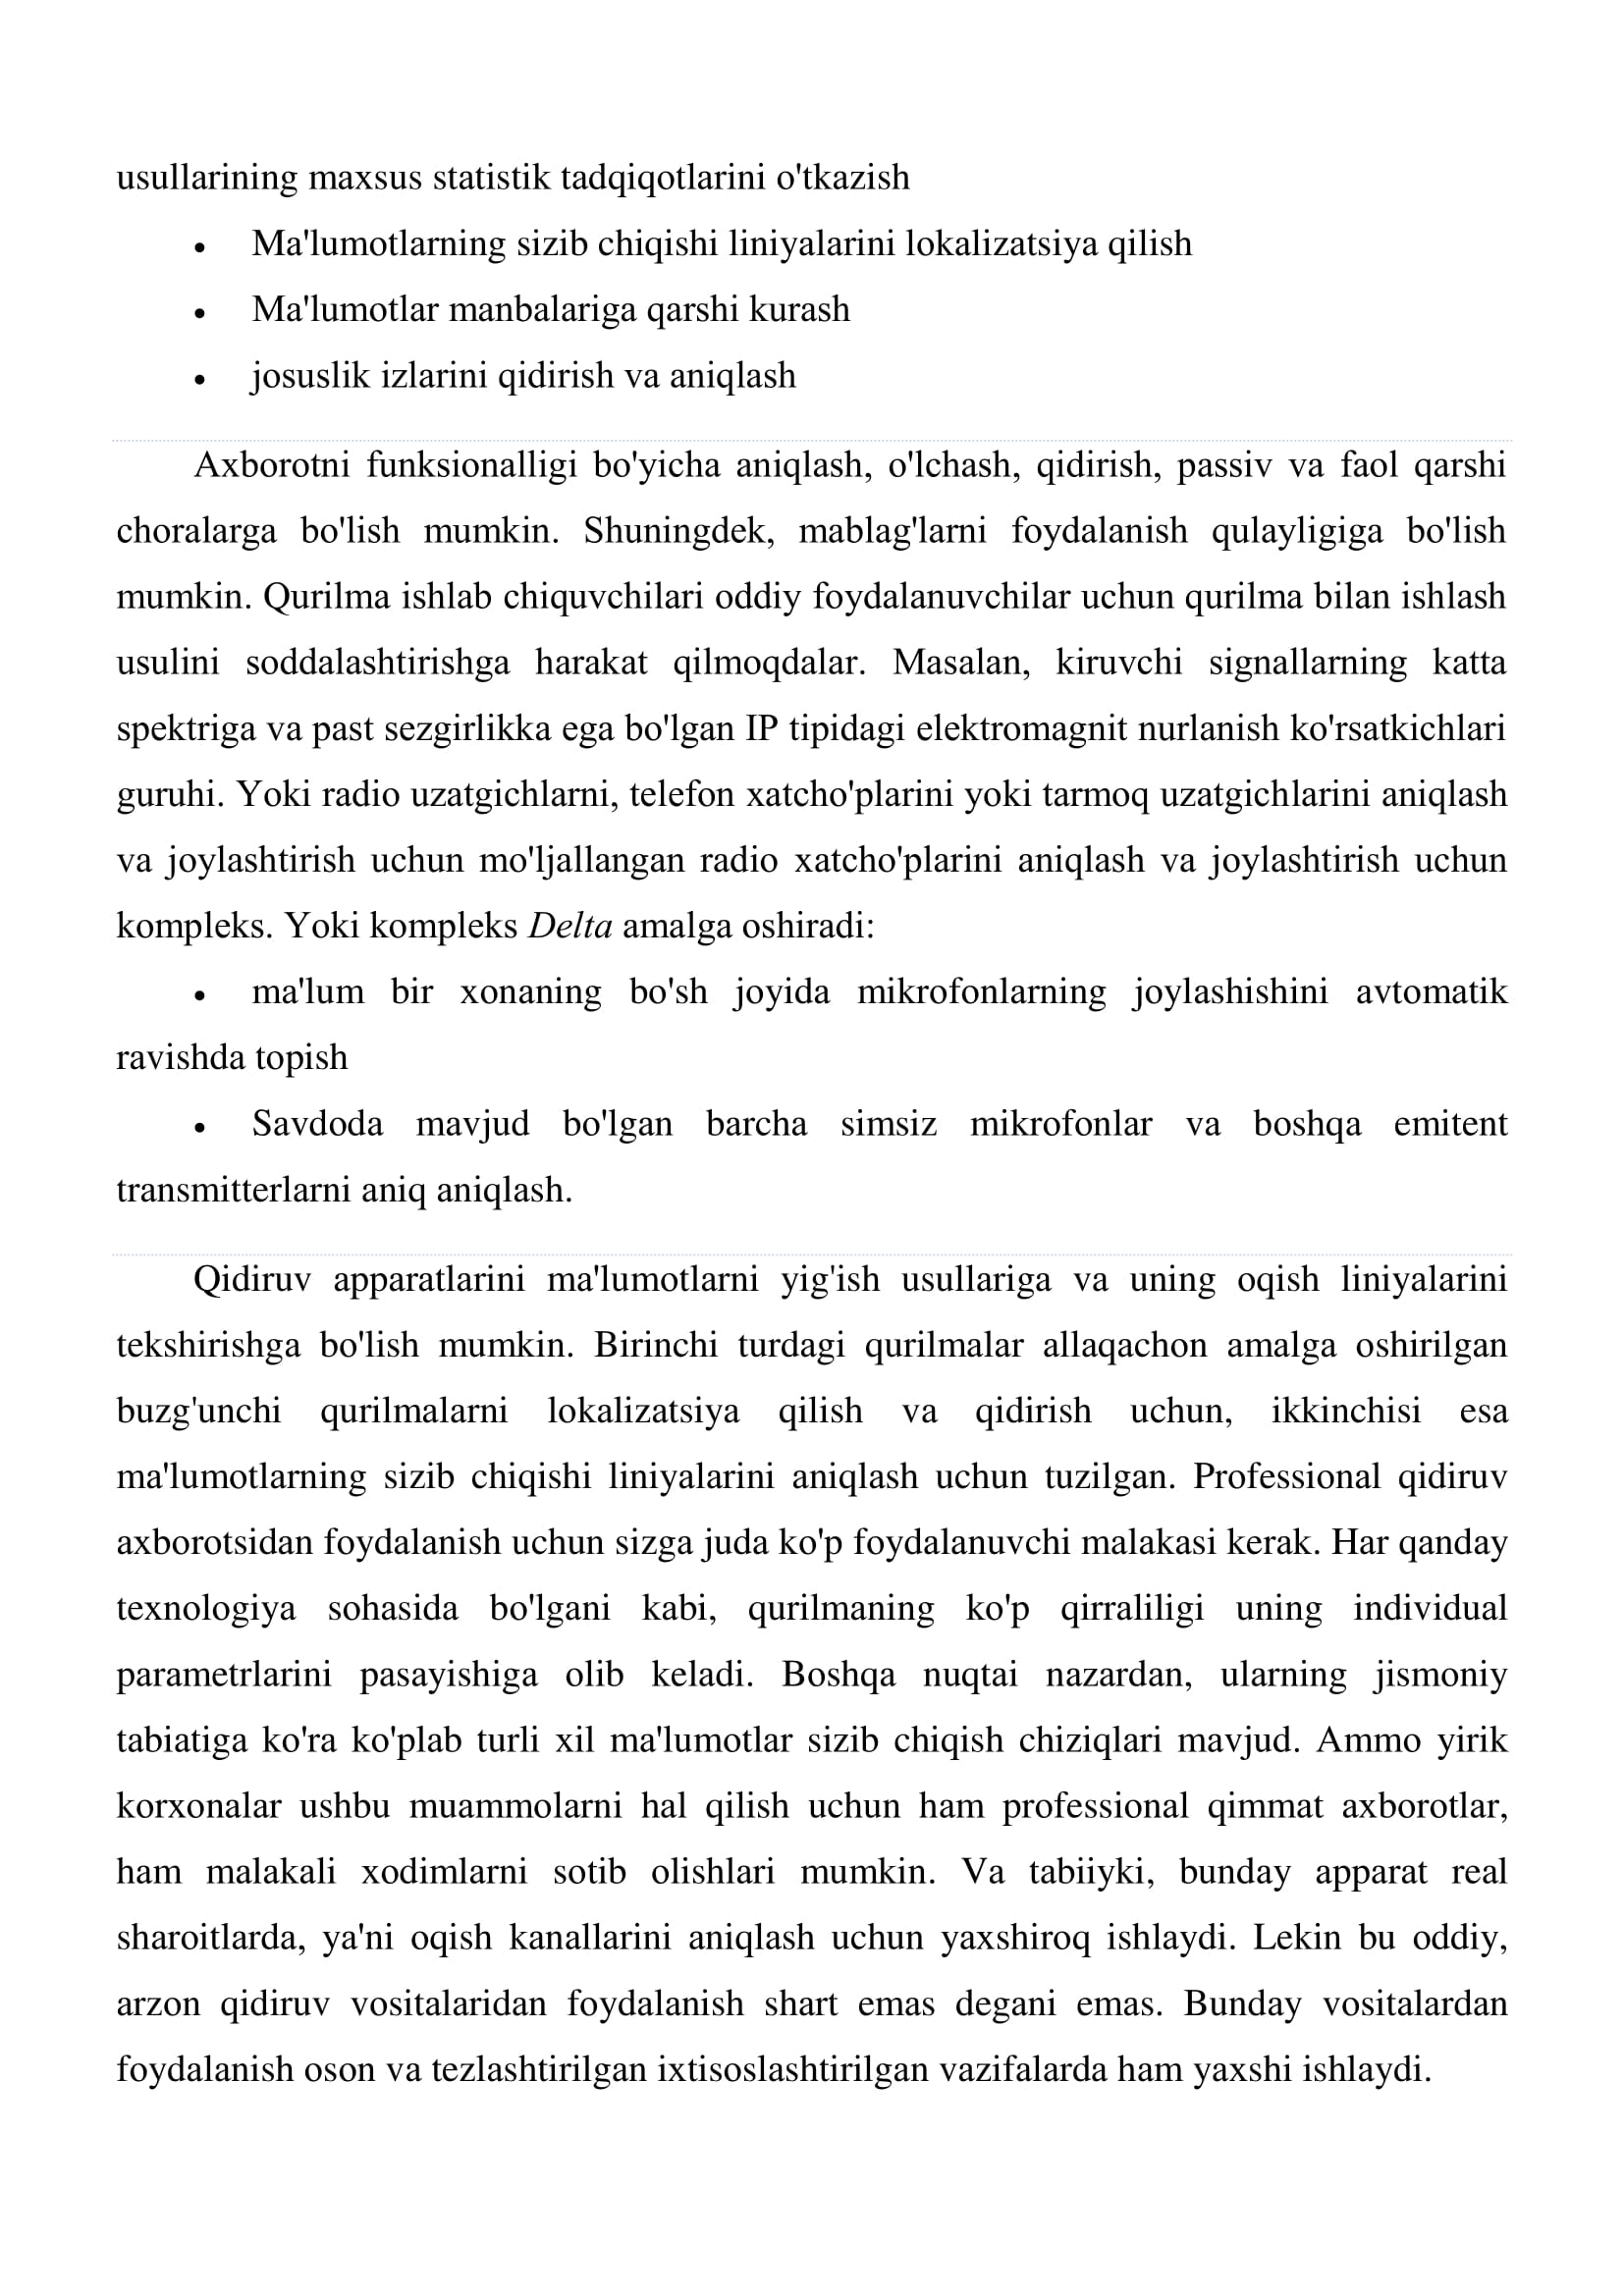 usullarining maxsus statistik tadqiqotlarini o'tkazish
• Ma'lumotlarning sizib chiqishi liniyalarini lokalizatsiya qilish
• Ma'lumotlar manbalariga qarshi kurash
• josuslik izlarini qidirish va aniqlash
Axborotni funksionalligi bo'yicha aniqlash, o'lchash, qidirish, passiv va faol qarshi
choralarga bo'lish mumkin. Shuningdek, mablag'larni foydalanish qulayligiga bo'lish
mumkin. Qurilma ishlab chiquvchilari oddiy foydalanuvchilar uchun qurilma bilan ishlash
usulini soddalashtirishga harakat qilmoqdalar. Masalan, kiruvchi signallarning katta
spektriga va past sezgirlikka ega bo'lgan IP tipidagi elektromagnit nurlanish ko'rsatkichlari
guruhi. Yoki radio uzatgichlarni, telefon xatcho'plarini yoki tarmoq uzatgichlarini aniqlash
va joylashtirish uchun mo'ljallangan radio xatcho'plarini aniqlash va joylashtirish uchun
kompleks. Yoki kompleks Delta amalga oshiradi:
• ma'lum bir xonaning bo'sh joyida mikrofonlarning joylashishini avtomatik
ravishda topish
• Savdoda mavjud bo'lgan barcha simsiz mikrofonlar va boshqa emitent
transmitterlarni aniq aniqlash.
Qidiruv apparatlarini ma'lumotlarni yig'ish usullariga va uning oqish liniyalarini
tekshirishga bo'lish mumkin. Birinchi turdagi qurilmalar allaqachon amalga oshirilgan
buzg'unchi qurilmalarni lokalizatsiya qilish va qidirish uchun, ikkinchisi esa
ma'lumotlarning sizib chiqishi liniyalarini aniqlash uchun tuzilgan. Professional qidiruv
axborotsidan foydalanish uchun sizga juda ko'p foydalanuvchi malakasi kerak. Har qanday
texnologiya sohasida bo'lgani kabi, qurilmaning ko'p qirraliligi uning individual
parametrlarini pasayishiga olib keladi. Boshqa nuqtai nazardan, ularning jismoniy
tabiatiga ko'ra ko'plab turli xil ma'lumotlar sizib chiqish chiziqlari mavjud. Ammo yirik
korxonalar ushbu muammolarni hal qilish uchun ham professional qimmat axborotlar,
ham malakali xodimlarni sotib olishlari mumkin. Va tabiiyki, bunday apparat real
sharoitlarda, ya'ni oqish kanallarini aniqlash uchun yaxshiroq ishlaydi. Lekin bu oddiy,
arzon qidiruv vositalaridan foydalanish shart emas degani emas. Bunday vositalardan
foydalanish oson va tezlashtirilgan ixtisoslashtirilgan vazifalarda ham yaxshi ishlaydi.